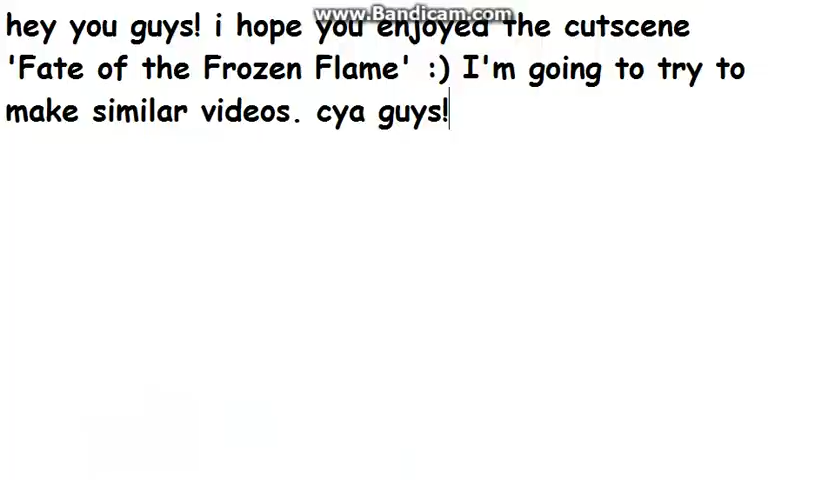 www.Bandicam.com
hey you guys! i hope you enjoyed the cutscene
'Fate of the Frozen Flame' :) I'm going to try to
make similar videos. cya guys!